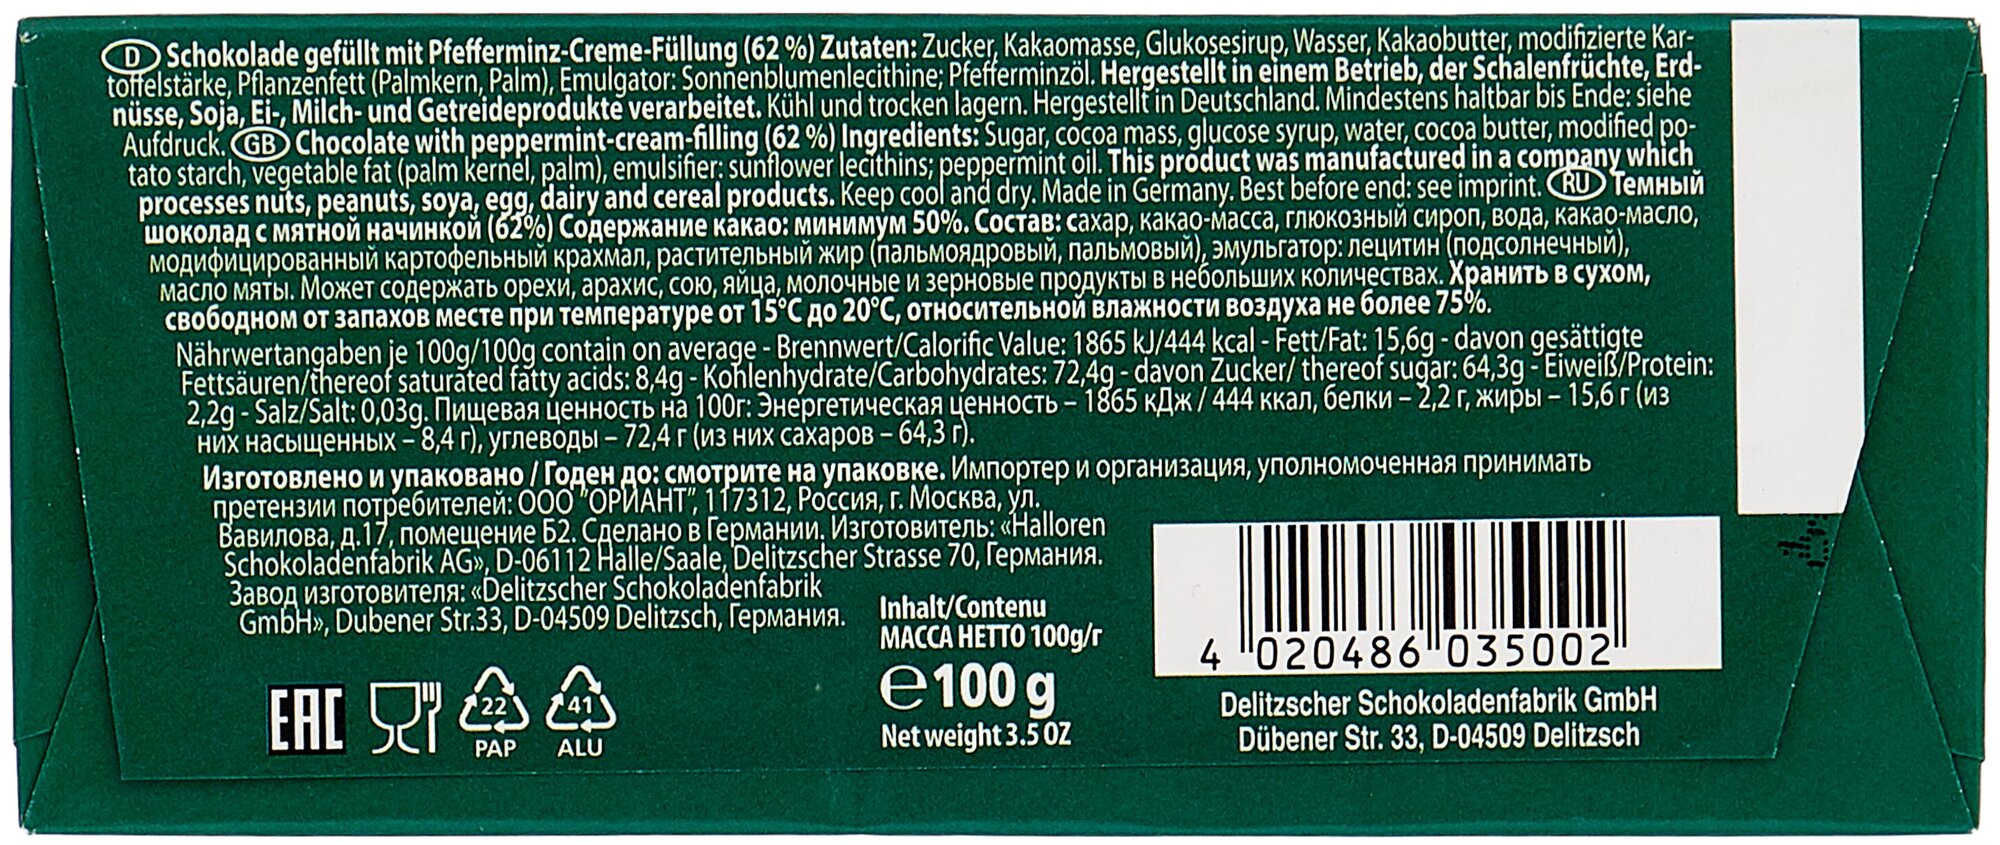 D Schokolade gefüllt mit Pfefferminz-Creme-Füllung (62 %) Zutaten: Zucker, Kakaomasse, Glukosesirup, Wasser, Kakaobutter, modifizierte Kar-
toffelstärke, Pflanzenfett (Palmkern, Palm), Emulgator: Sonnenblumenlecithine; Pfefferminzöl. Hergestellt in einem Betrieb, der Schalenfrüchte, Erd-
nüsse, Soja, Ei-, Milch- und Getreideprodukte verarbeitet. Kühl und trocken lagern. Hergestellt in Deutschland. Mindestens haltbar bis Ende: siehe
Aufdruck. GB Chocolate with peppermint-cream-filling (62 %) Ingredients: Sugar, cocoa mass, glucose syrup, water, cocoa butter, modified po-
tato starch, vegetable fat (palm kernel, palm), emulsifier: sunflower lecithins; peppermint oil. This product was manufactured in a company which
processes nuts, peanuts, soya, egg, dairy and cereal products. Keep cool and dry. Made in Germany. Best before end: see imprint. RU Темный
шоколад с мятной начинкой (62%) Содержание какао: минимум 50%. Состав: сахар, какао-масса, глюкозный сироп, вода, какао-масло,
модифицированный картофельный крахмал, растительный жир (пальмоядровый, пальмовый), эмульгатор: лецитин (подсолнечный),
масло мяты. Может содержать орехи, арахис, сою, яйца, молочные и зерновые продукты в небольших количествах. Хранить в сухом,
свободном от запахов месте при температуре от 15°С до 20°С, относительной влажности воздуха не более 75%.
Nährwertangaben je 100g/100g contain on average - Brennwert/Calorific Value: 1865 kJ/444 kcal - Fett/Fat: 15,6g - davon gesättigte
Fettsäuren/thereof saturated fatty acids: 8,4g - Kohlenhydrate/Carbohydrates: 72,4g - davon Zucker/ thereof sugar: 64,3g - Eiweiß/Protein:
2,2g - Salz/Salt: 0,03g. Пищевая ценность на 100г: Энергетическая ценность – 1865 кДж / 444 ккал, белки – 2,2 г, жиры – 15,6 г (из
них насыщенных – 8,4 г), углеводы – 72,4 г (из них сахаров – 64,3 г).
Изготовлено и упаковано / Годен до: смотрите на упаковке. Импортер и организация, уполномоченная принимать
претензии потребителей: ООО "ОРИАНТ", 117312, Россия, г. Москва, ул.
Вавилова, д.17, помещение Б2. Сделано в Германии. Изготовитель: «Halloren
Schokoladenfabrik AG», D-06112 Halle/Saale, Delitzscher Strasse 70, Германия.
Завод изготовителя: «Delitzscher Schokoladenfabrik
GmbH», Dubener Str.33, D-04509 Delitzsch, Германия.
Inhalt/Contenu
МАССА НЕТТО 100g/г
℮100 g
Net weight 3.5 OZ
EAC
22
PAP
41
ALU
4 020486 035002
Delitzscher Schokoladenfabrik GmbH
Dübener Str. 33, D-04509 Delitzsch